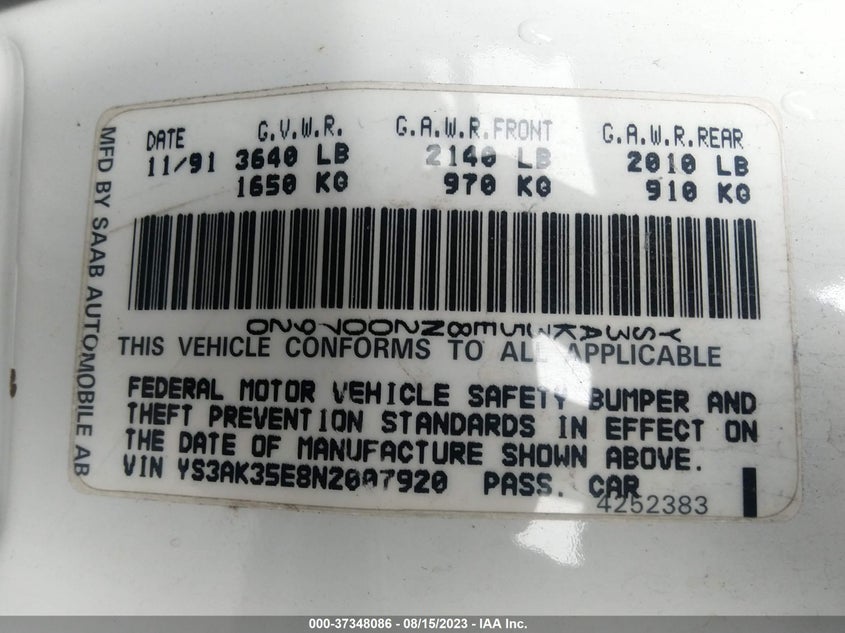 DATE G.V.W.R. G.A.W.R.FRONT G.A.W.R.REAR
11/91 3640 LB 2140 LB 2010 LB
1650 KG 970 KG 910 KG
MFD BY SAAB AUTOMOBILE AB
YS3AK35E8N2007920
THIS VEHICLE CONFORMS TO ALL APPLICABLE
FEDERAL MOTOR VEHICLE SAFETY BUMPER AND
THEFT PREVENTION STANDARDS IN EFFECT ON
THE DATE OF MANUFACTURE SHOWN ABOVE.
VIN YS3AK35E8N2007920 PASS. CAR
4252383
000-37348086 - 08/15/2023 - IAA Inc.